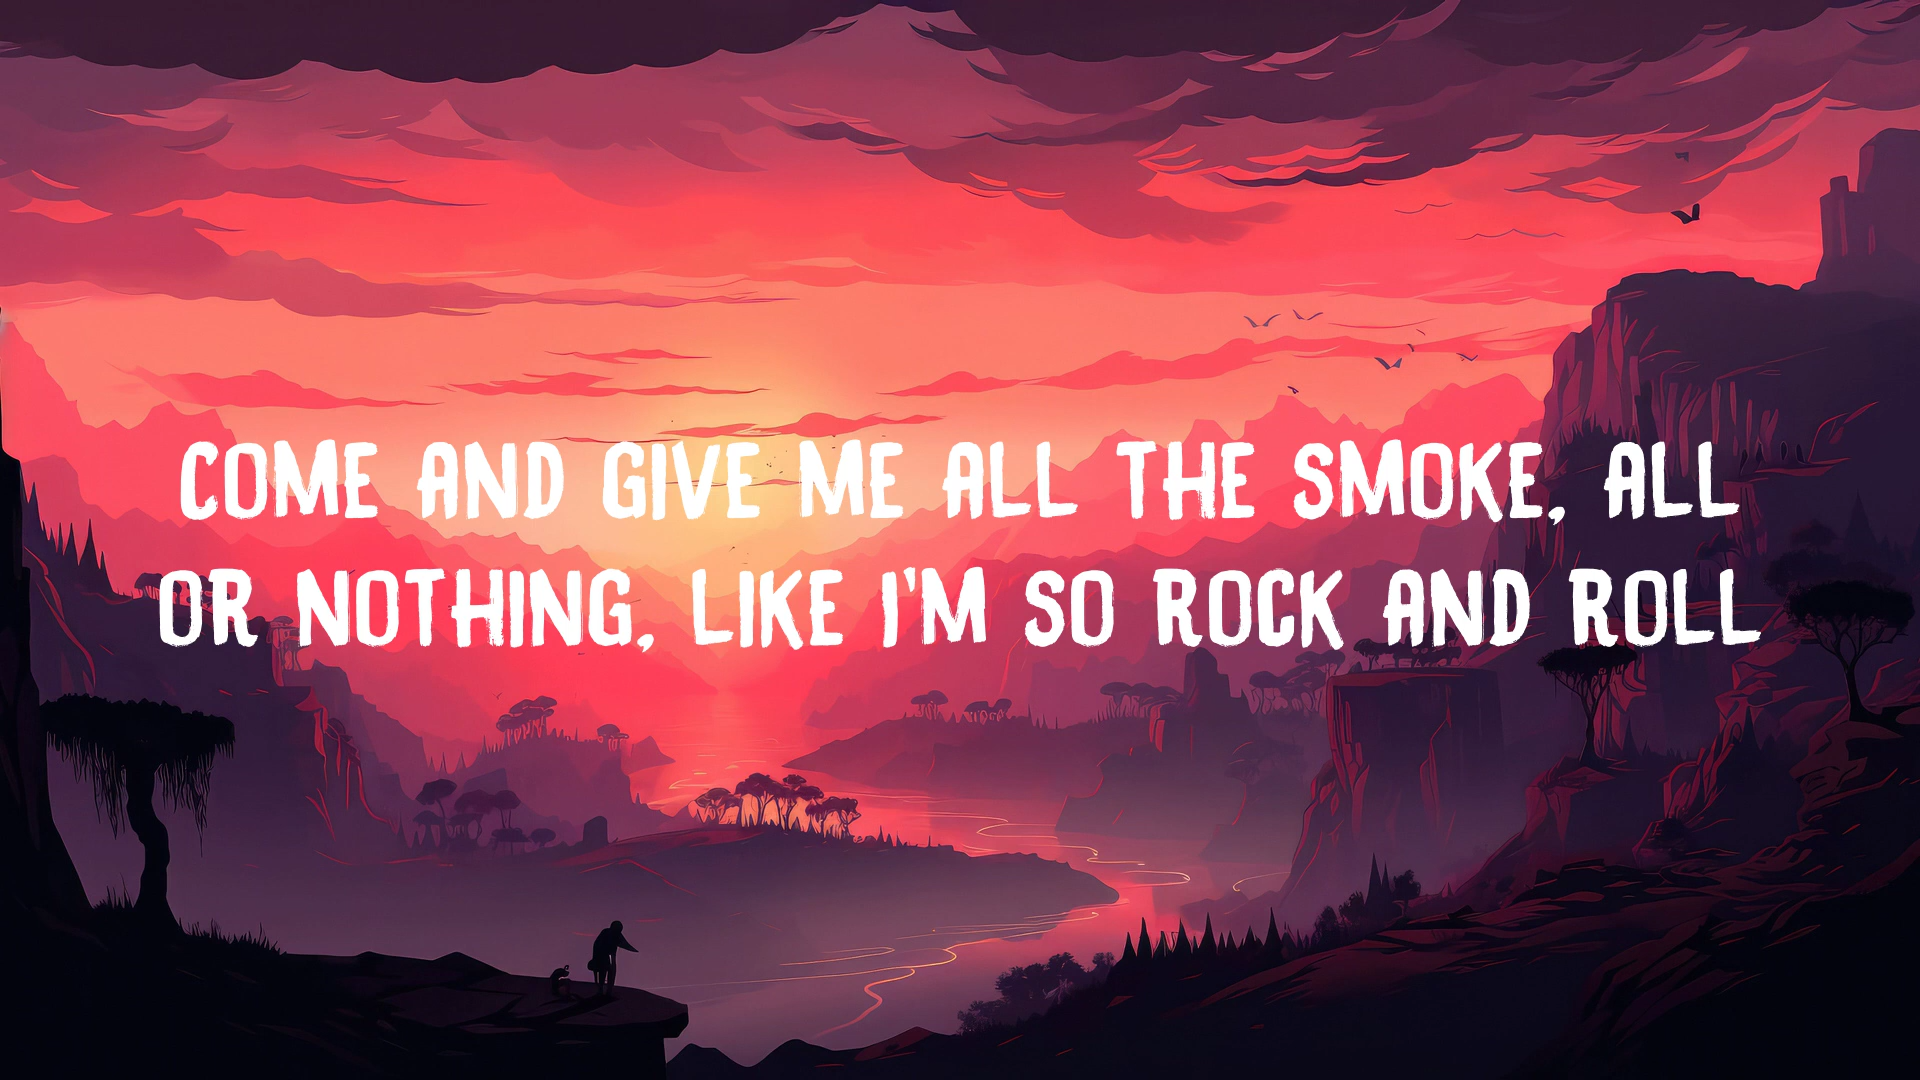 COME AND GIVE ME ALL THE SMOKE, ALL
OR NOTHING, LIKE I'M SO ROCK AND ROLL